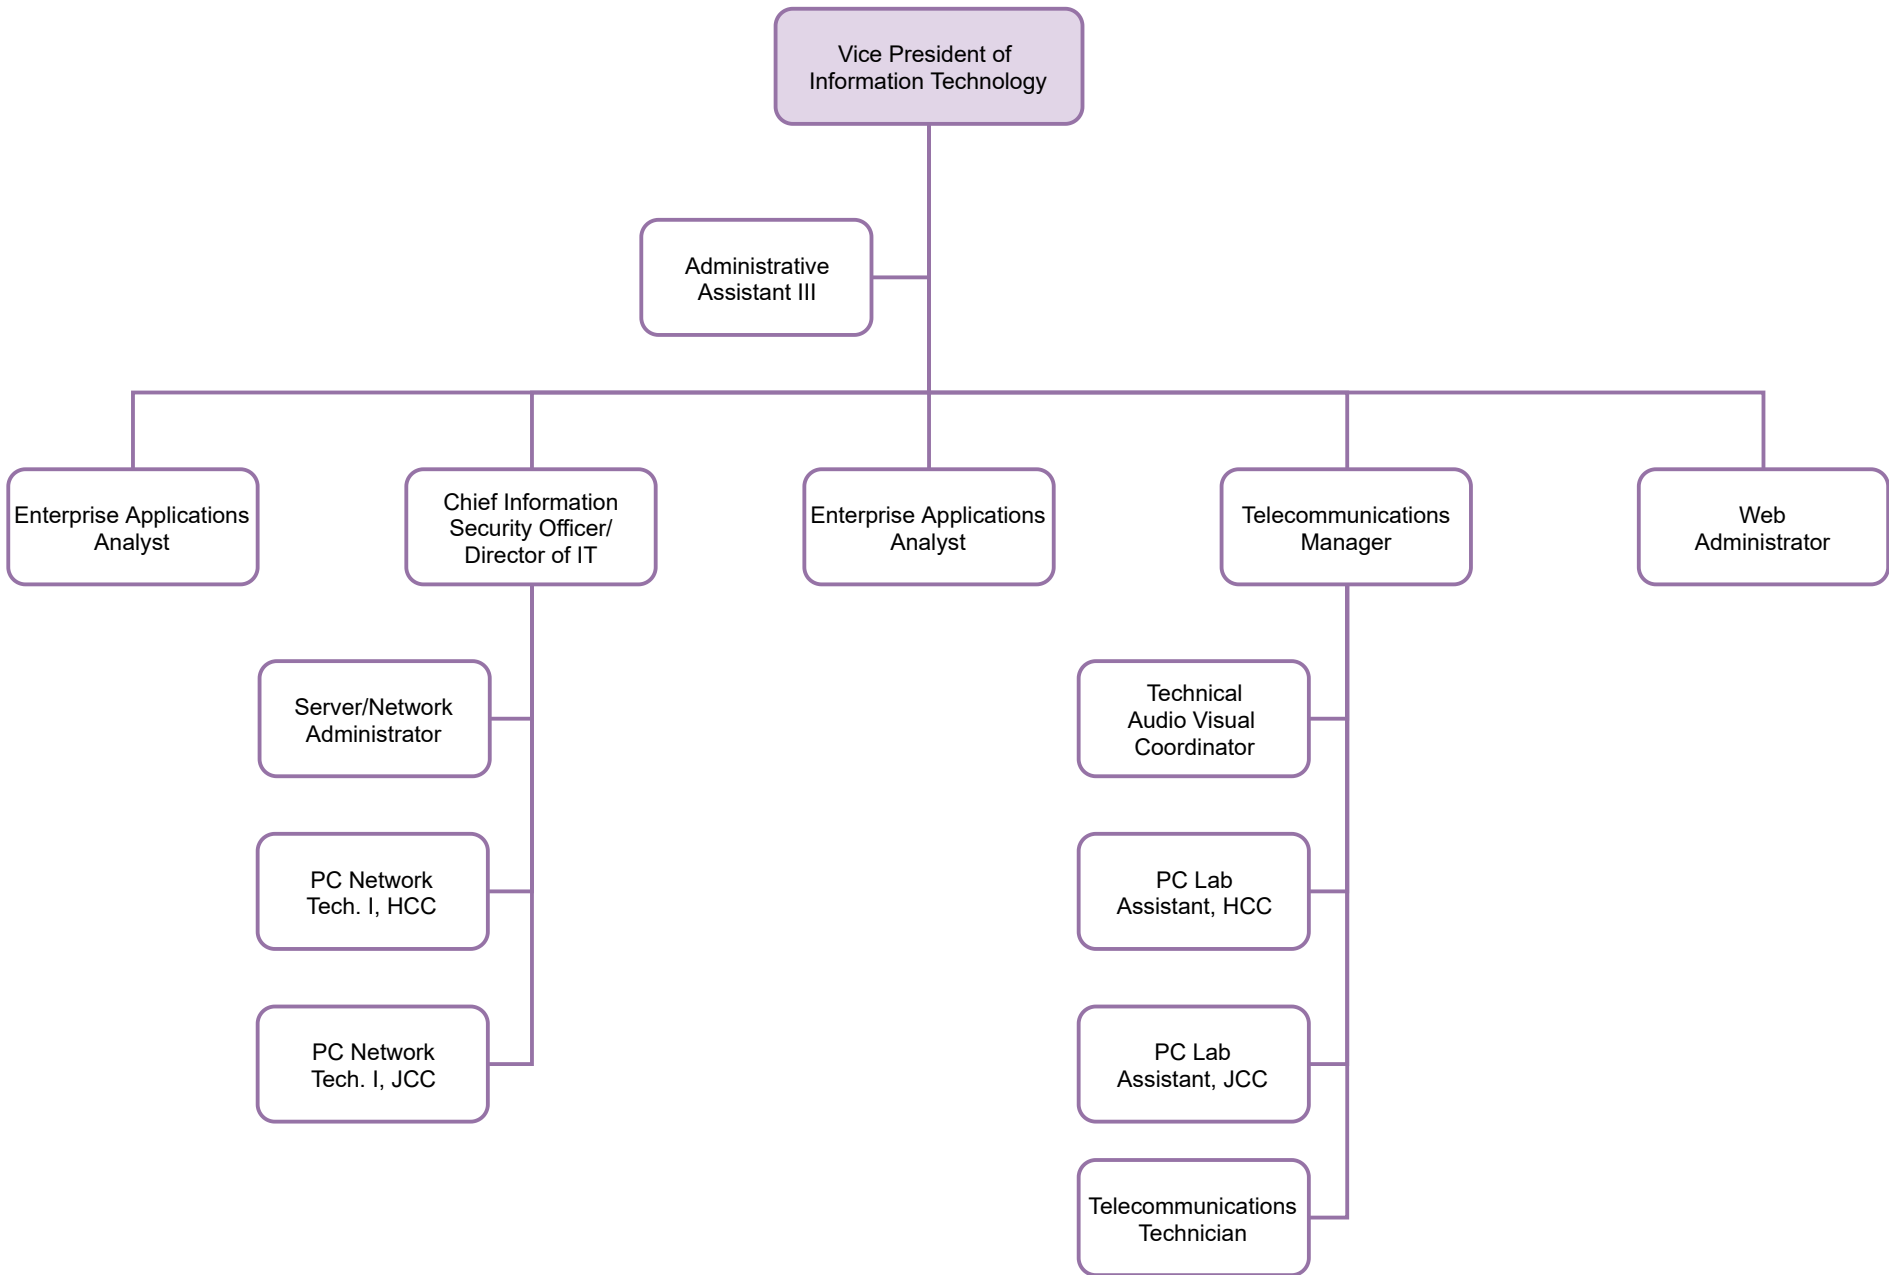 Vice President of
Information Technology
Administrative
Assistant III
Enterprise Applications
Analyst
Chief Information
Security Officer/
Director of IT
Enterprise Applications
Analyst
Telecommunications
Manager
Web
Administrator
Server/Network
Administrator
PC Network
Tech. I, HCC
PC Network
Tech. I, JCC
Technical
Audio Visual
Coordinator
PC Lab
Assistant, HCC
PC Lab
Assistant, JCC
Telecommunications
Technician